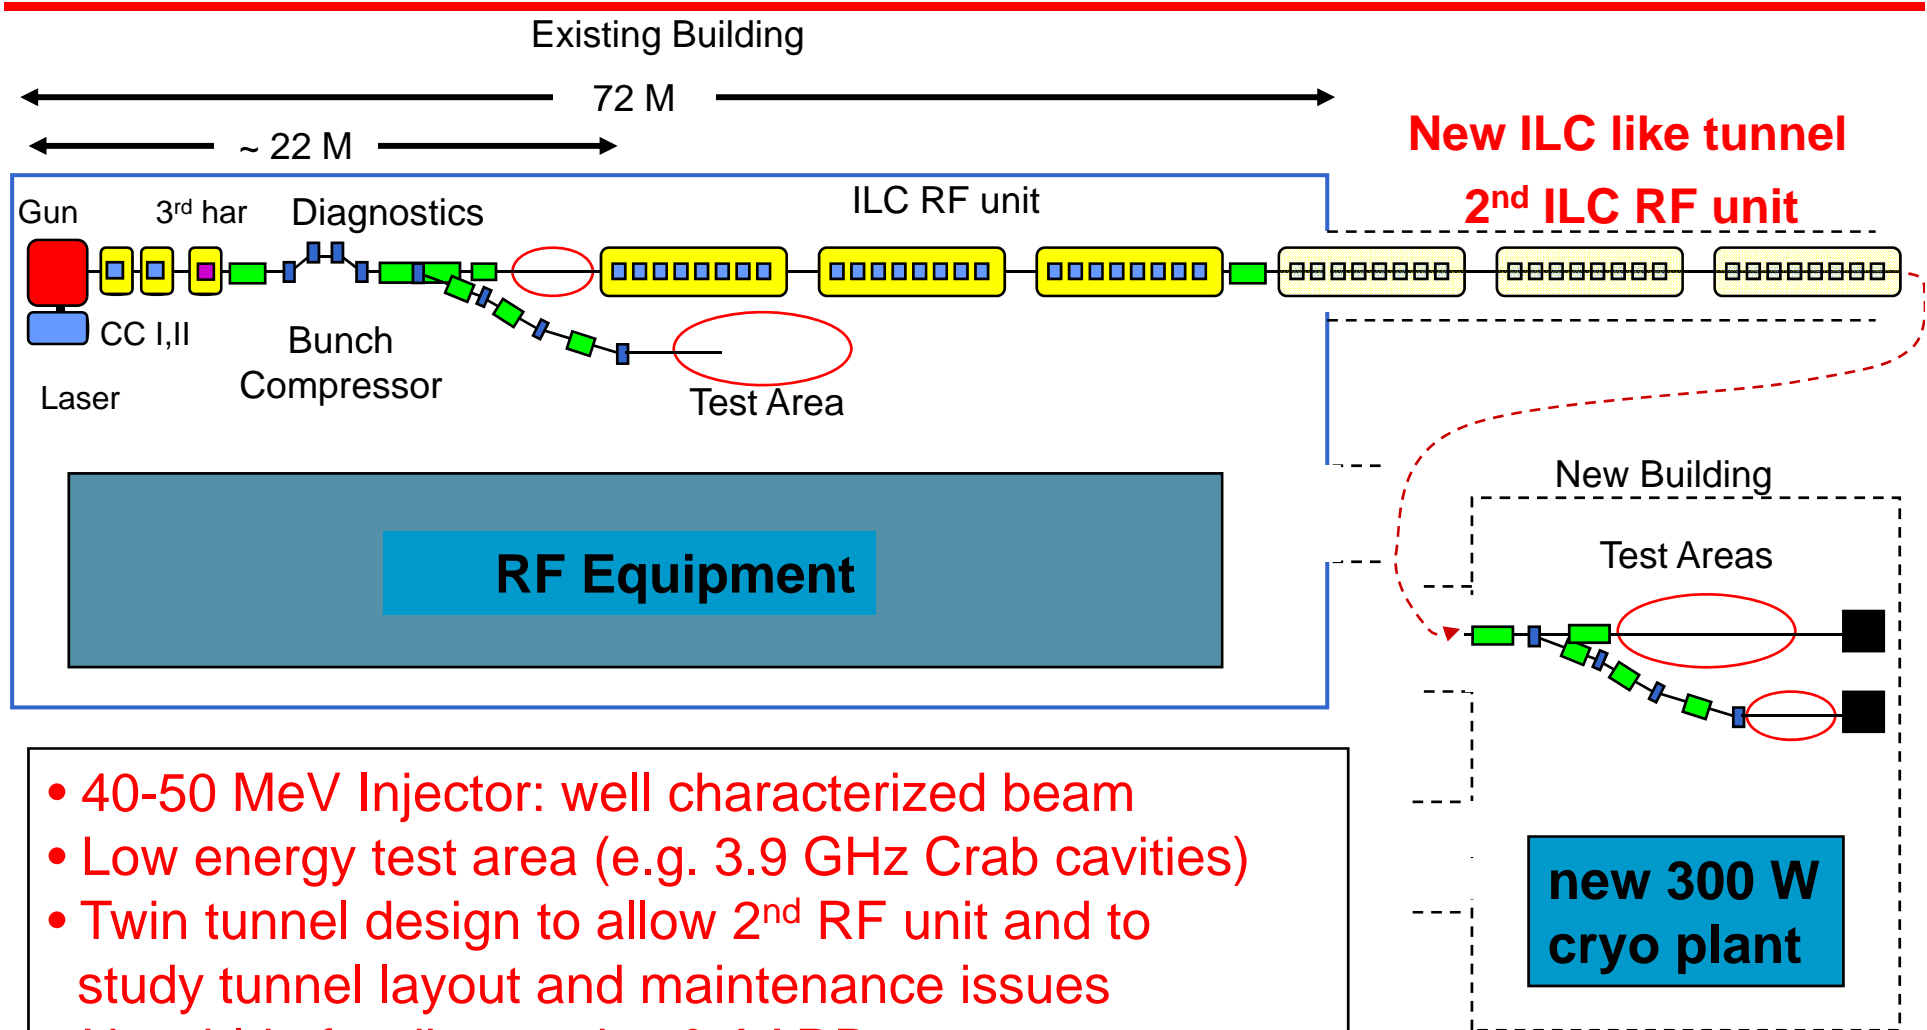 Existing Building
72 M
~ 22 M
New ILC like tunnel
2nd ILC RF unit
Gun
3rd har
Diagnostics
ILC RF unit
CC I,II
Bunch
Compressor
Laser
Test Area
RF Equipment
New Building
Test Areas
• 40-50 MeV Injector: well characterized beam
• Low energy test area (e.g. 3.9 GHz Crab cavities)
• Twin tunnel design to allow 2nd RF unit and to
study tunnel layout and maintenance issues
new 300 W
cryo plant